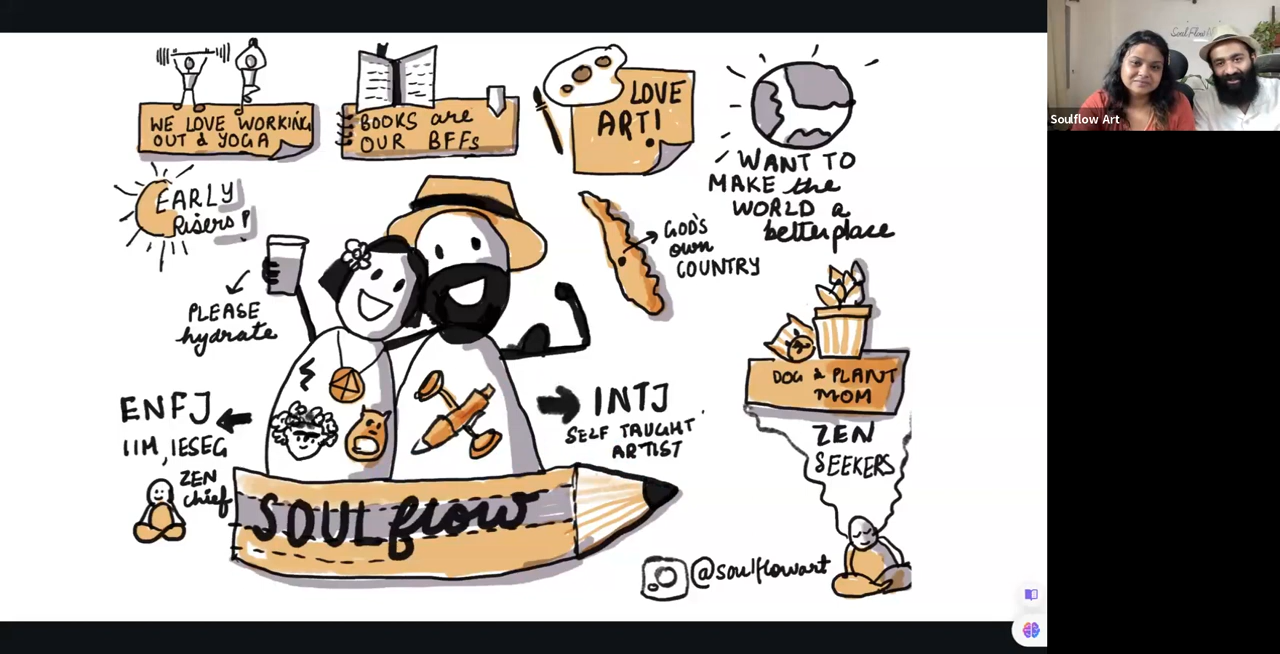 WE LOVE WORKING
OUT & YOGA
BOOKS are
OUR BFFs
LOVE
ART!
WANT TO
MAKE the
WORLD a
better place
EARLY
Risers!
GOD'S
own
COUNTRY
PLEASE
hydrate
DOG & PLANT
MOM
ENFJ
IIM, IESEG
ZEN
chief
INTJ
SELF TAUGHT
ARTIST
ZEN
SEEKERS
SOUL flow
@soulflowart
Soulflow Art